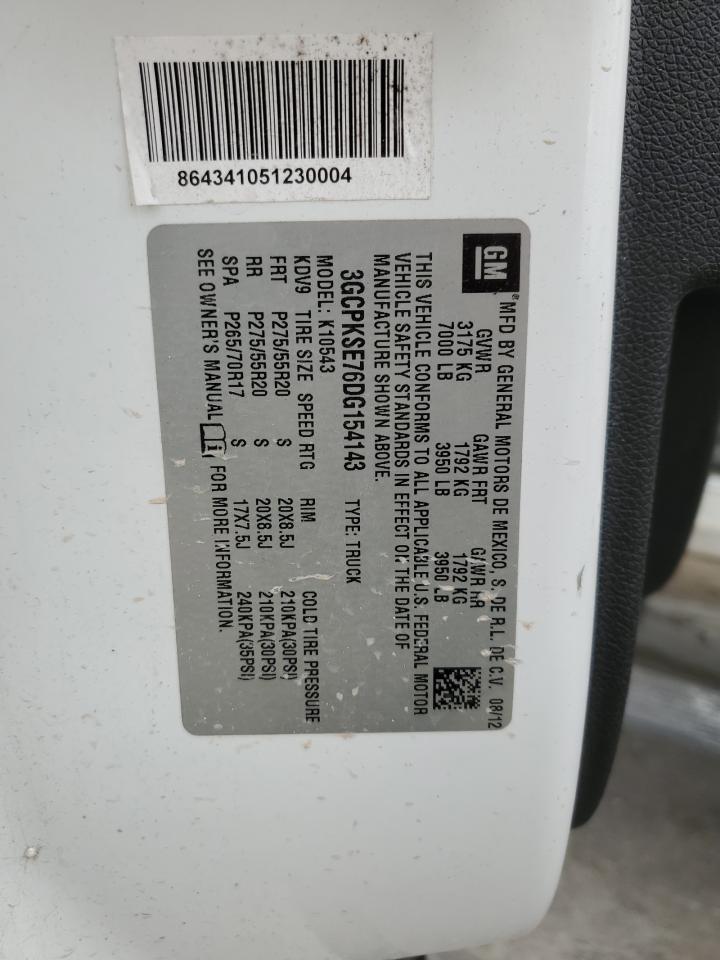 864341051230004
GM® MFD BY GENERAL MOTORS DE MEXICO, S. DE R.L. DE C.V. 08/12
GVWR GAWR FRT GAWR RR
3175 KG 1792 KG 1792 KG
7000 LB 3950 LB 3950 LB
THIS VEHICLE CONFORMS TO ALL APPLICABLE U.S. FEDERAL MOTOR
VEHICLE SAFETY STANDARDS IN EFFECT ON THE DATE OF
MANUFACTURE SHOWN ABOVE.
3GCPKSE76DG154143 TYPE: TRUCK
MODEL: K10543
KDV9 TIRE SIZE SPEED RTG RIM COLD TIRE PRESSURE
FRT P275/55R20 S 20X8.5J 210KPA(30PSI)
RR P275/55R20 S 20X8.5J 210KPA(30PSI)
SPA P265/70R17 S 17X7.5J 240KPA(35PSI)
SEE OWNER'S MANUAL i FOR MORE INFORMATION.